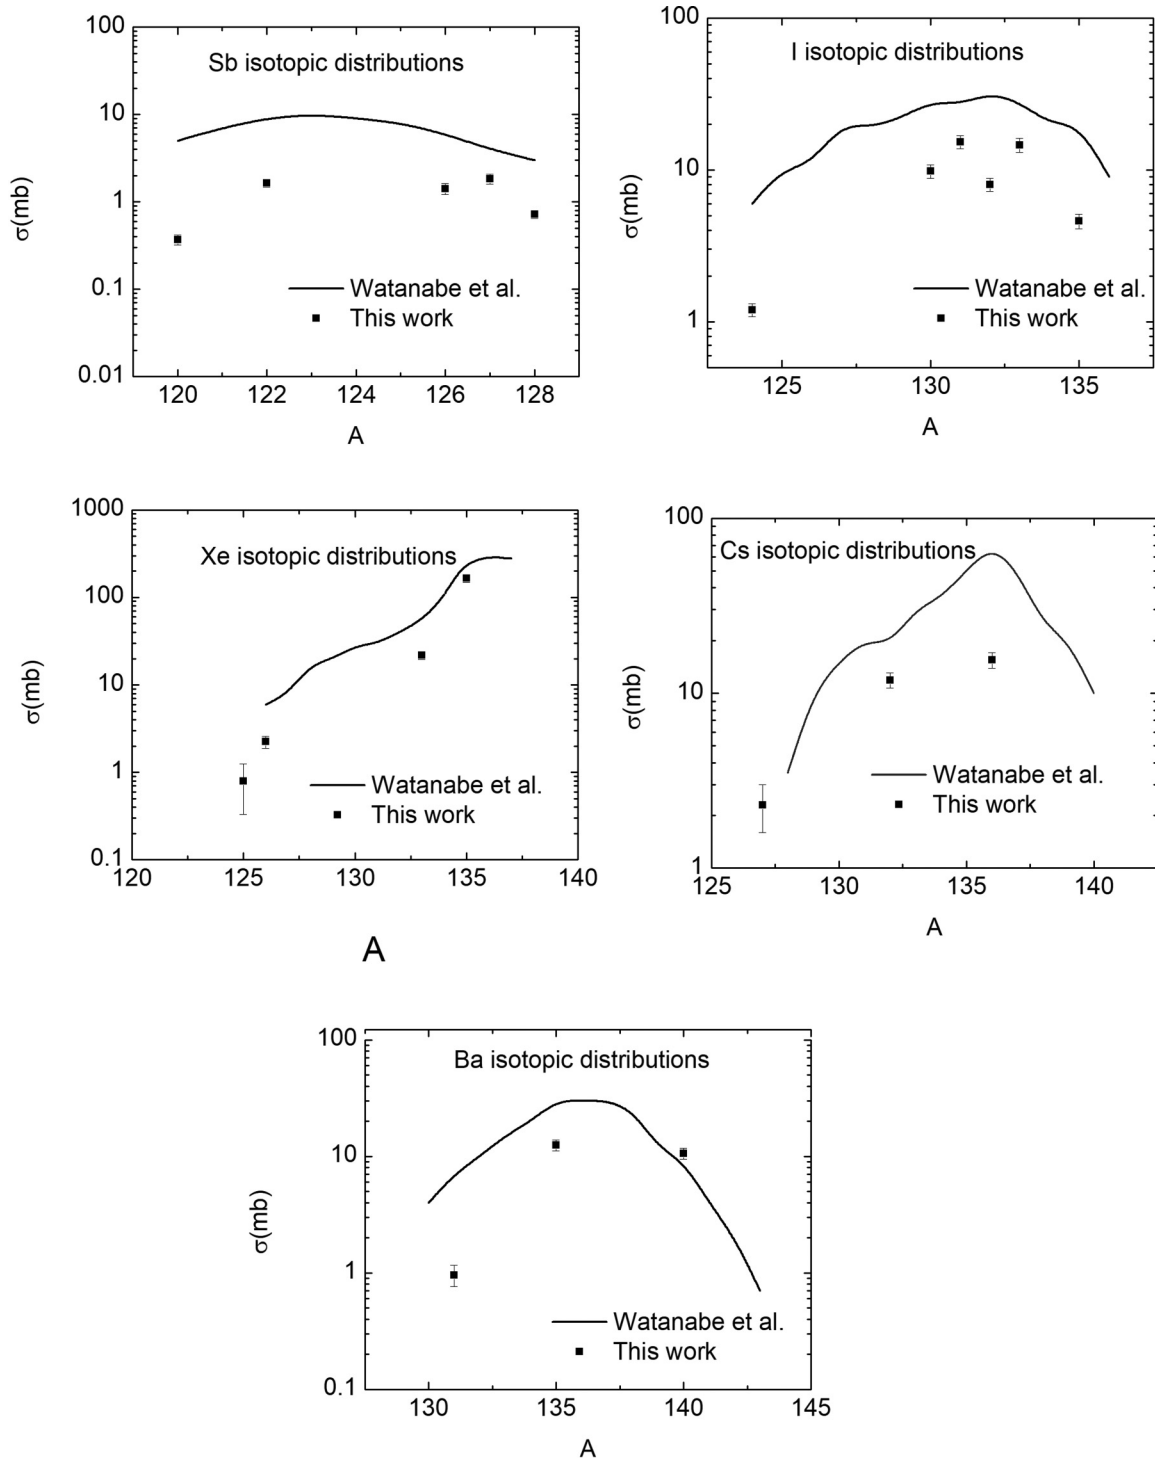 Sb isotopic distributions
100
10
1
0.1
0.01
σ(mb)
Watanabe et al.
This work
120 122 124 126 128
A
I isotopic distributions
100
10
1
σ(mb)
Watanabe et al.
This work
125 130 135
A
Xe isotopic distributions
1000
100
10
1
0.1
σ(mb)
Watanabe et al.
This work
120 125 130 135 140
A
Cs isotopic distributions
100
10
1
σ(mb)
Watanabe et al.
This work
125 130 135 140
A
Ba isotopic distributions
100
10
1
0.1
σ(mb)
Watanabe et al.
This work
130 135 140 145
A